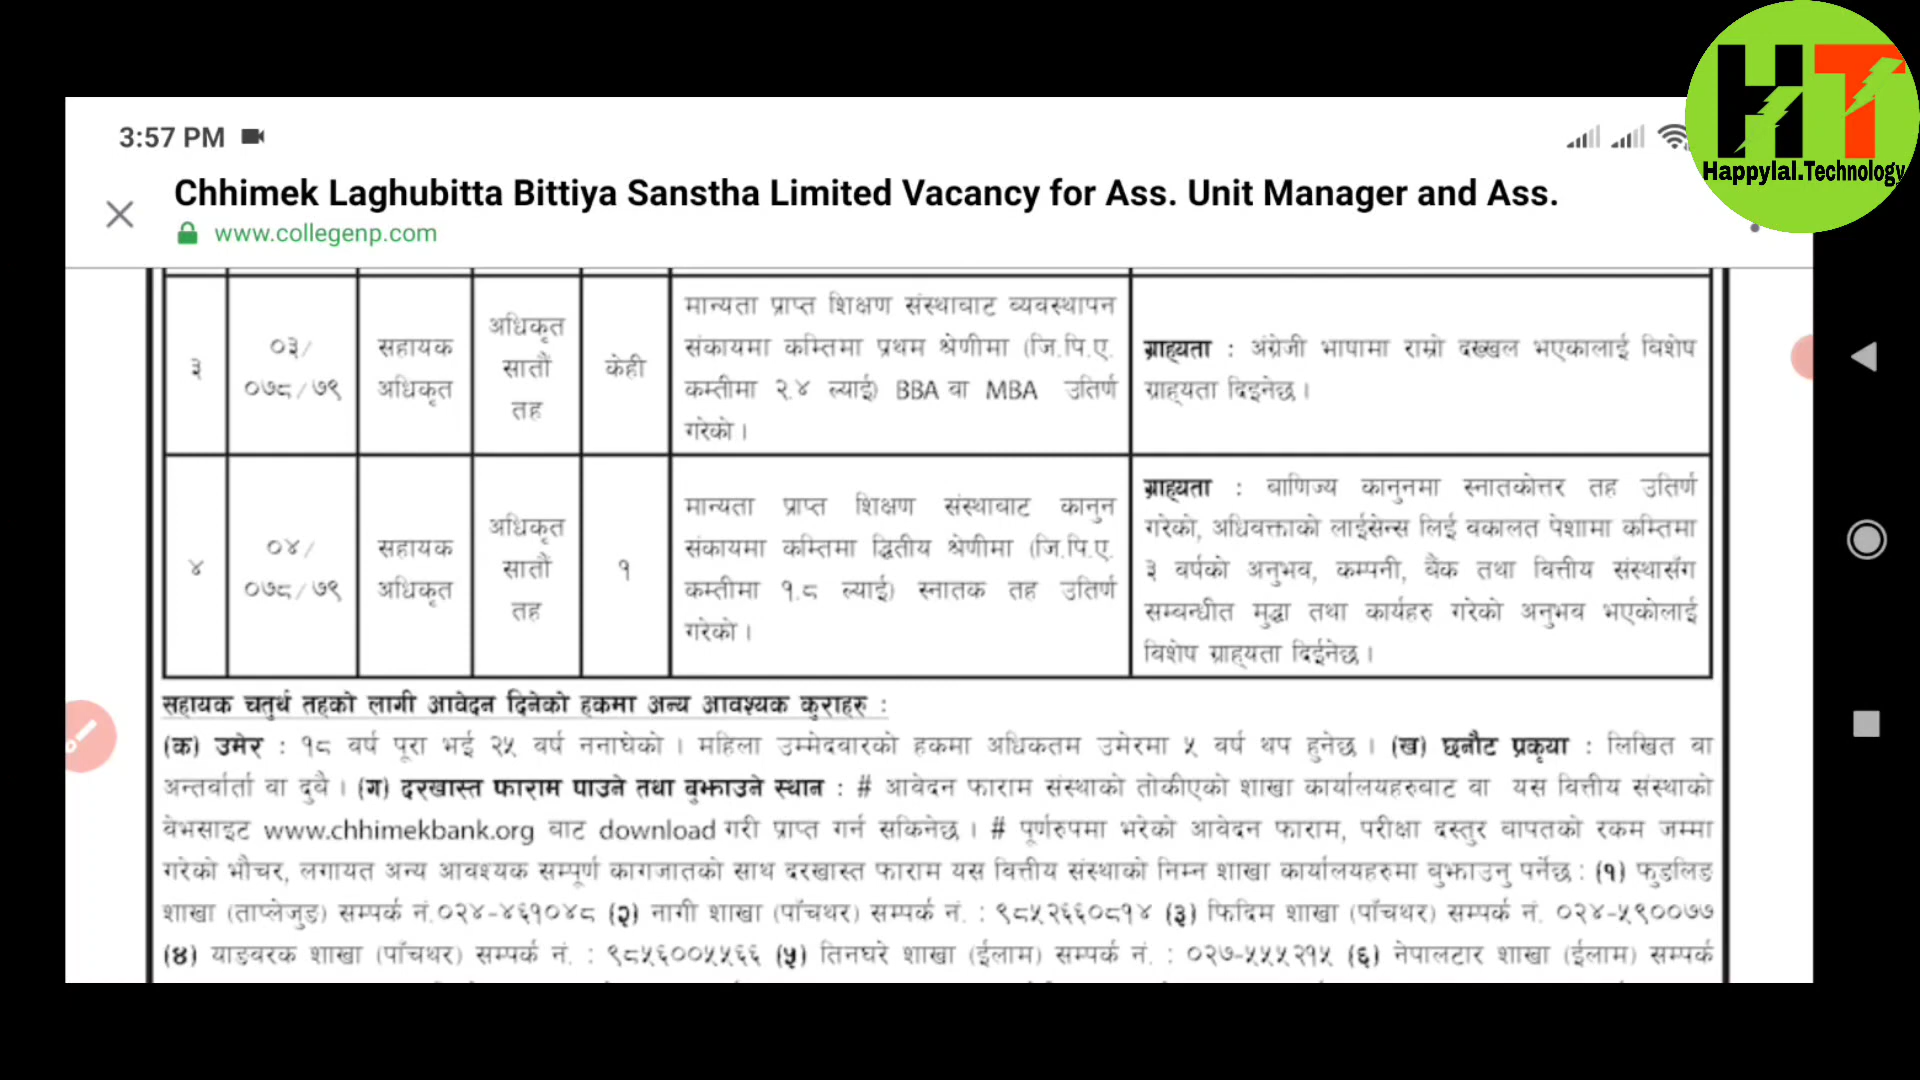 3:57 PM
HT
Happylal.Technology
Chhimek Laghubitta Bittiya Sanstha Limited Vacancy for Ass. Unit Manager and Ass.
www.collegenp.com
३
०३/
०७८/७९
सहायक
अधिकृत
अधिकृत
सातौं
तह
केही
मान्यता प्राप्त शिक्षण संस्थाबाट व्यवस्थापन
संकायमा कम्तिमा प्रथम श्रेणीमा (जि.पि.ए.
कम्तीमा २.४ ल्याई) BBA वा MBA उतिर्ण
गरेको ।
ग्राह्यता : अंग्रेजी भाषामा राम्रो दख्खल भएकालाई विशेष
ग्राह्यता दिइनेछ ।
४
०४/
०७८/७९
सहायक
अधिकृत
अधिकृत
सातौं
तह
१
मान्यता प्राप्त शिक्षण संस्थाबाट कानुन
संकायमा कम्तिमा द्वितीय श्रेणीमा (जि.पि.ए.
कम्तीमा १.८ ल्याई) स्नातक तह उतिर्ण
गरेको ।
ग्राह्यता : वाणिज्य कानुनमा स्नातकोत्तर तह उतिर्ण
गरेको, अधिवक्ताको लाईसेन्स लिई वकालत पेशामा कम्तिमा
३ वर्षको अनुभव, कम्पनी, बैंक तथा वित्तीय संस्थासँग
सम्बन्धीत मुद्धा तथा कार्यहरु गरेको अनुभव भएकोलाई
विशेष ग्राह्यता दिईनेछ ।
सहायक चतुर्थ तहको लागी आवेदन दिनेको हकमा अन्य आवश्यक कुराहरु :
(क) उमेर : १८ वर्ष पूरा भई २५ वर्ष ननाघेको । महिला उम्मेदवारको हकमा अधिकतम उमेरमा ५ वर्ष थप हुनेछ । (ख) छनौट प्रकृया : लिखित वा
अन्तर्वार्ता वा दुबै । (ग) दरखास्त फाराम पाउने तथा बुझाउने स्थान : # आवेदन फाराम संस्थाको तोकीएको शाखा कार्यालयहरुबाट वा यस वित्तीय संस्थाको
वेभसाइट www.chhimekbank.org बाट download गरी प्राप्त गर्न सकिनेछ । # पूर्णरुपमा भरेको आवेदन फाराम, परीक्षा दस्तुर वापतको रकम जम्मा
गरेको भौचर, लगायत अन्य आवश्यक सम्पूर्ण कागजातको साथ दरखास्त फाराम यस वित्तीय संस्थाको निम्न शाखा कार्यालयहरुमा बुझाउनु पर्नेछ : (१) फुङलिङ
शाखा (ताप्लेजुङ) सम्पर्क नं.०२४-४६१०४८ (२) नागी शाखा (पाँचथर) सम्पर्क नं. : ९८५२६६०८१४ (३) फिदिम शाखा (पाँचथर) सम्पर्क नं. ०२४-५९००७७
(४) याङवरक शाखा (पाँचथर) सम्पर्क नं. : ९८५६००५५६६ (५) तिनघरे शाखा (ईलाम) सम्पर्क नं. : ०२७-५५५२१५ (६) नेपालटार शाखा (ईलाम) सम्पर्क